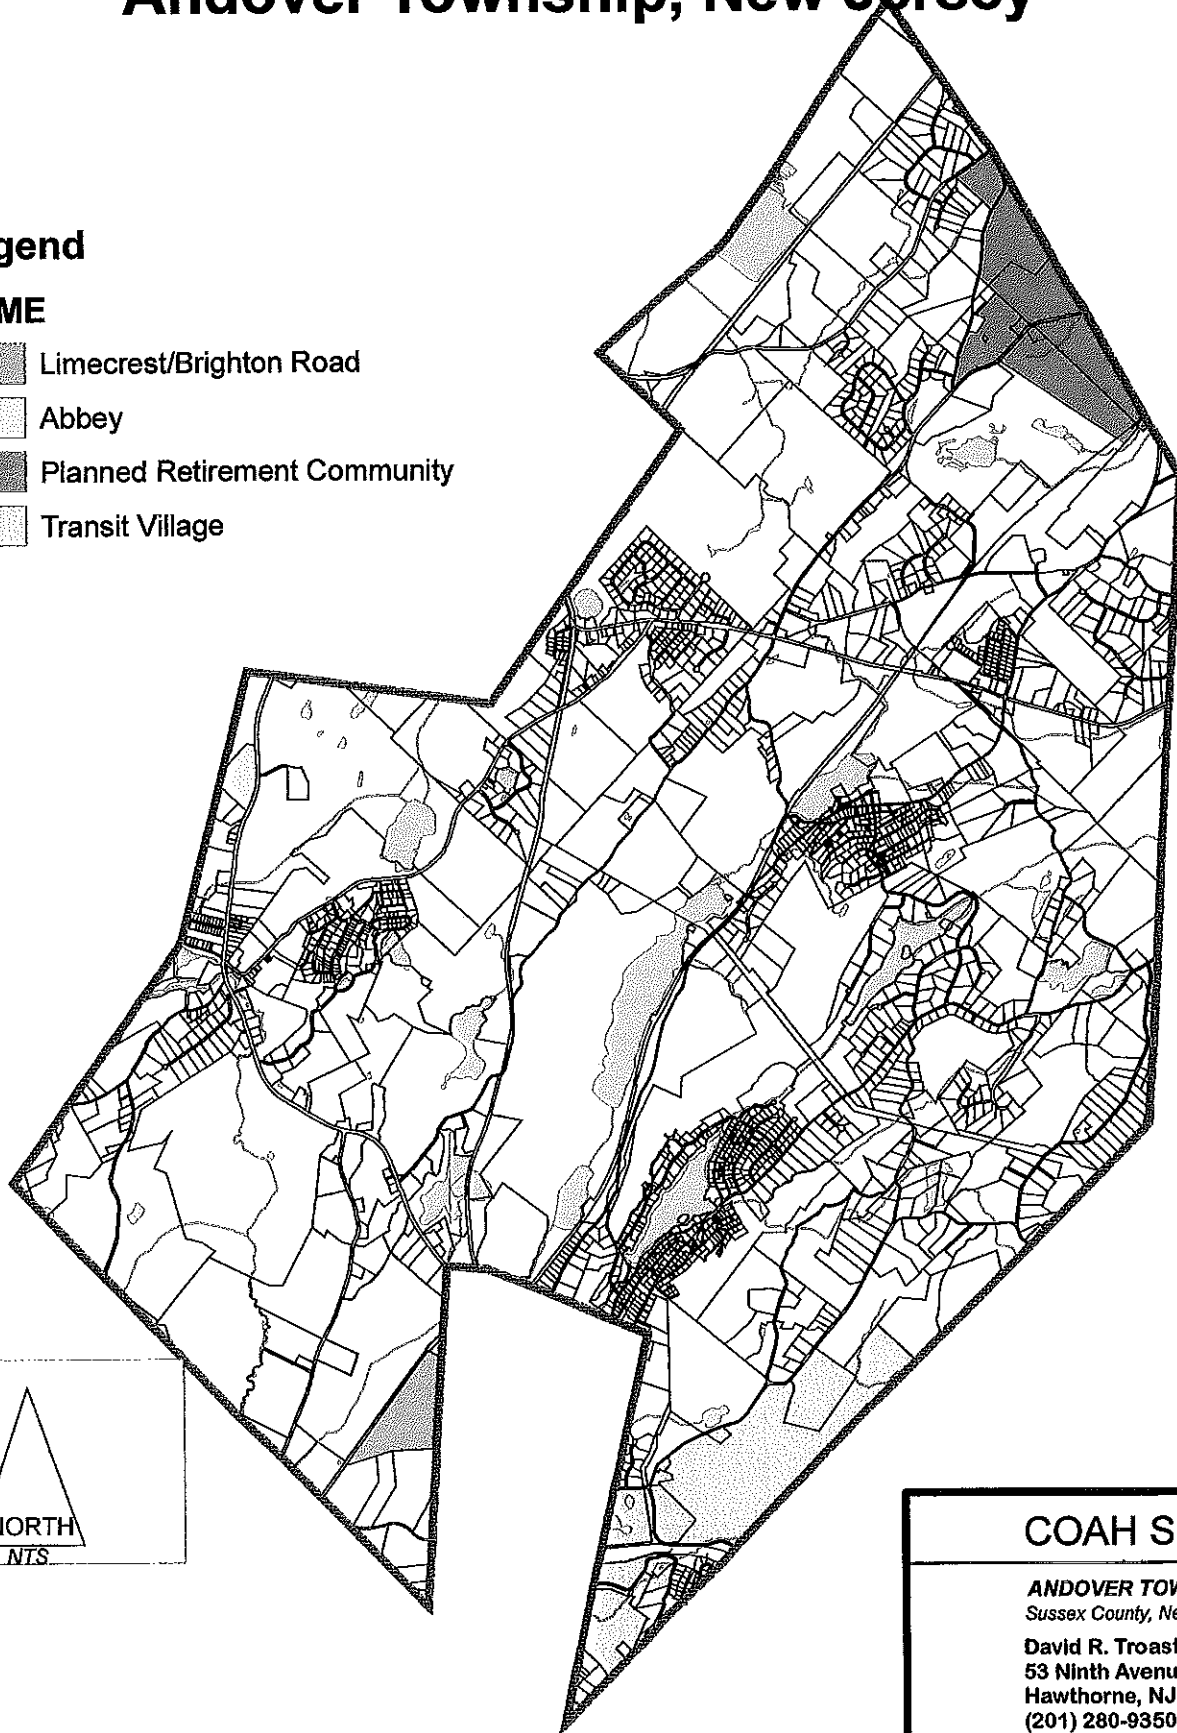 Andover Township, New Jersey
gend
ME
Limecrest/Brighton Road
Abbey
Planned Retirement Community
Transit Village
NORTH
NTS
COAH S
ANDOVER TOW
Sussex County, Ne
David R. Troast
53 Ninth Avenu
Hawthorne, NJ
(201) 280-9350